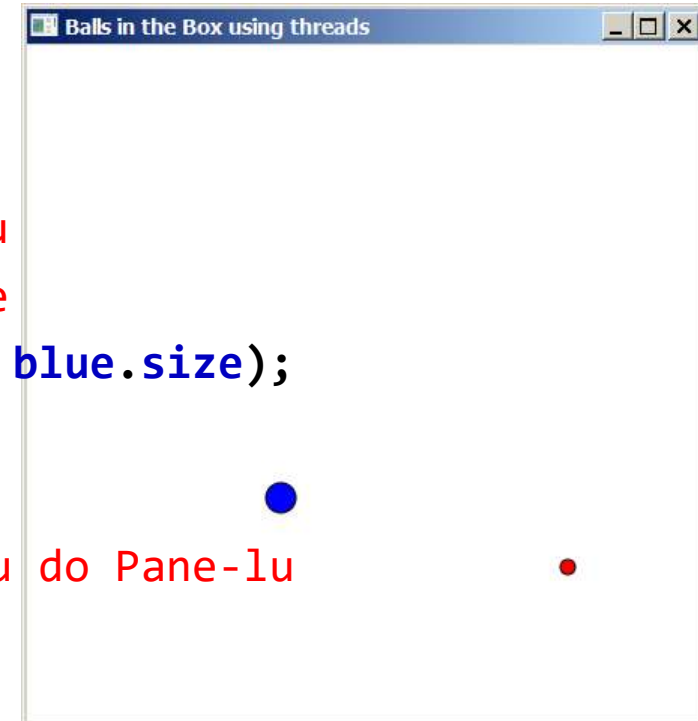 Balls in the Box using threads
u
e
blue.size);
u do Pane-lu